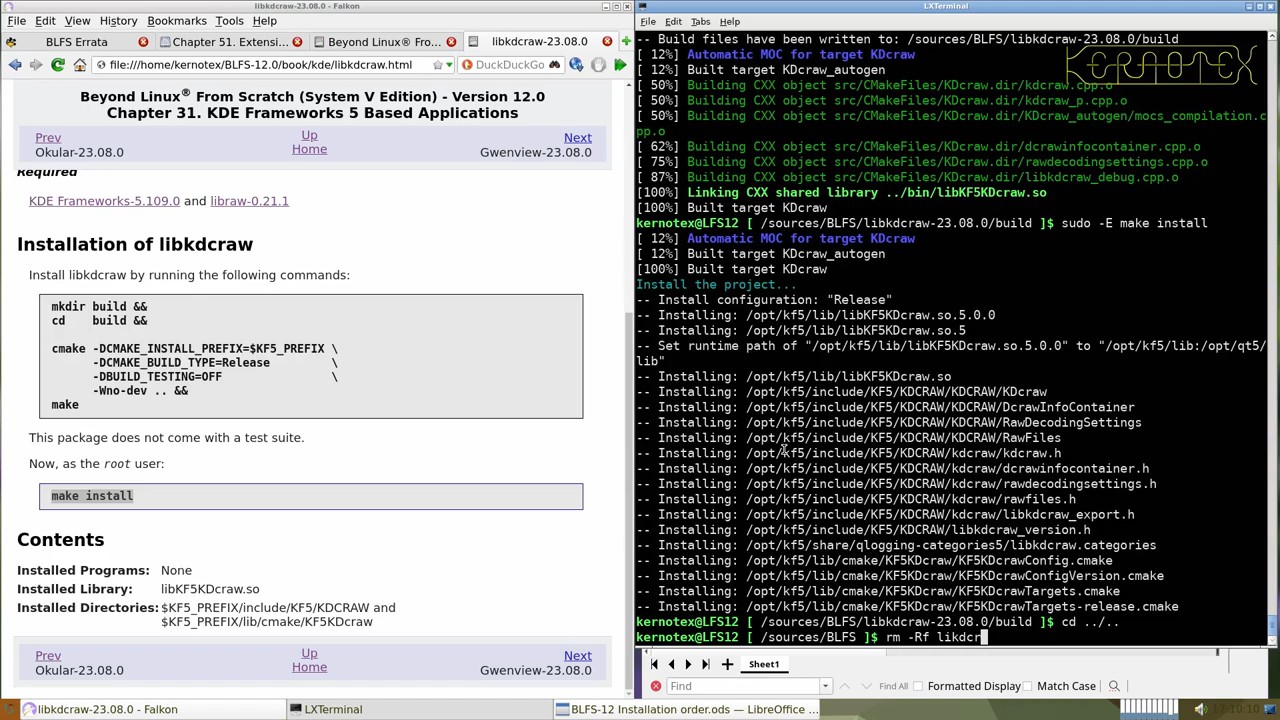 libkdcraw-23.08.0 - Falkon
File Edit View History Bookmarks Tools Help
BLFS Errata
Chapter 51. Extensi...
Beyond Linux® Fro...
libkdcraw-23.08.0
file:///home/kernotex/BLFS-12.0/book/kde/libkdcraw.html
DuckDuckGo
Beyond Linux® From Scratch (System V Edition) - Version 12.0
Chapter 31. KDE Frameworks 5 Based Applications
Prev Up Next
Okular-23.08.0 Home Gwenview-23.08.0
Required
KDE Frameworks-5.109.0 and libraw-0.21.1
Installation of libkdcraw
Install libkdcraw by running the following commands:
mkdir build &&
cd    build &&
cmake -DCMAKE_INSTALL_PREFIX=$KF5_PREFIX \
-DCMAKE_BUILD_TYPE=Release         \
-DBUILD_TESTING=OFF                \
-Wno-dev .. &&
make
This package does not come with a test suite.
Now, as the root user:
make install
Contents
Installed Programs: None
Installed Library: libKF5KDcraw.so
Installed Directories: $KF5_PREFIX/include/KF5/KDCRAW and
$KF5_PREFIX/lib/cmake/KF5KDcraw
Prev Up Next
Okular-23.08.0 Home Gwenview-23.08.0
LXTerminal
File Edit Tabs Help
-- Build files have been written to: /sources/BLFS/libkdcraw-23.08.0/build
[ 12%] Automatic MOC for target KDcraw
[ 12%] Built target KDcraw_autogen
[ 50%] Building CXX object src/CMakeFiles/KDcraw.dir/kdcraw.cpp.o
[ 50%] Building CXX object src/CMakeFiles/KDcraw.dir/kdcraw_p.cpp.o
[ 50%] Building CXX object src/CMakeFiles/KDcraw.dir/KDcraw_autogen/mocs_compilation.c
pp.o
[ 62%] Building CXX object src/CMakeFiles/KDcraw.dir/dcrawinfocontainer.cpp.o
[ 75%] Building CXX object src/CMakeFiles/KDcraw.dir/rawdecodingsettings.cpp.o
[ 87%] Building CXX object src/CMakeFiles/KDcraw.dir/libkdcraw_debug.cpp.o
[100%] Linking CXX shared library ../bin/libKF5KDcraw.so
[100%] Built target KDcraw
kernotex@LFS12 [ /sources/BLFS/libkdcraw-23.08.0/build ]$ sudo -E make install
[ 12%] Automatic MOC for target KDcraw
[ 12%] Built target KDcraw_autogen
[100%] Built target KDcraw
Install the project...
-- Install configuration: "Release"
-- Installing: /opt/kf5/lib/libKF5KDcraw.so.5.0.0
-- Installing: /opt/kf5/lib/libKF5KDcraw.so.5
-- Set runtime path of "/opt/kf5/lib/libKF5KDcraw.so.5.0.0" to "/opt/kf5/lib:/opt/qt5/
lib"
-- Installing: /opt/kf5/lib/libKF5KDcraw.so
-- Installing: /opt/kf5/include/KF5/KDCRAW/KDCRAW/KDcraw
-- Installing: /opt/kf5/include/KF5/KDCRAW/KDCRAW/DcrawInfoContainer
-- Installing: /opt/kf5/include/KF5/KDCRAW/KDCRAW/RawDecodingSettings
-- Installing: /opt/kf5/include/KF5/KDCRAW/KDCRAW/RawFiles
-- Installing: /opt/kf5/include/KF5/KDCRAW/kdcraw/kdcraw.h
-- Installing: /opt/kf5/include/KF5/KDCRAW/kdcraw/dcrawinfocontainer.h
-- Installing: /opt/kf5/include/KF5/KDCRAW/kdcraw/rawdecodingsettings.h
-- Installing: /opt/kf5/include/KF5/KDCRAW/kdcraw/rawfiles.h
-- Installing: /opt/kf5/include/KF5/KDCRAW/kdcraw/libkdcraw_export.h
-- Installing: /opt/kf5/include/KF5/KDCRAW/libkdcraw_version.h
-- Installing: /opt/kf5/share/qlogging-categories5/libkdcraw.categories
-- Installing: /opt/kf5/lib/cmake/KF5KDcraw/KF5KDcrawConfig.cmake
-- Installing: /opt/kf5/lib/cmake/KF5KDcraw/KF5KDcrawConfigVersion.cmake
-- Installing: /opt/kf5/lib/cmake/KF5KDcraw/KF5KDcrawTargets.cmake
-- Installing: /opt/kf5/lib/cmake/KF5KDcraw/KF5KDcrawTargets-release.cmake
kernotex@LFS12 [ /sources/BLFS/libkdcraw-23.08.0/build ]$ cd ../..
kernotex@LFS12 [ /sources/BLFS ]$ rm -Rf likdcr
KERNOTEX
Sheet1
Find
Find All
Formatted Display
Match Case
libkdcraw-23.08.0 - Falkon
LXTerminal
BLFS-12 Installation order.ods — LibreOffice ...
17:10:10